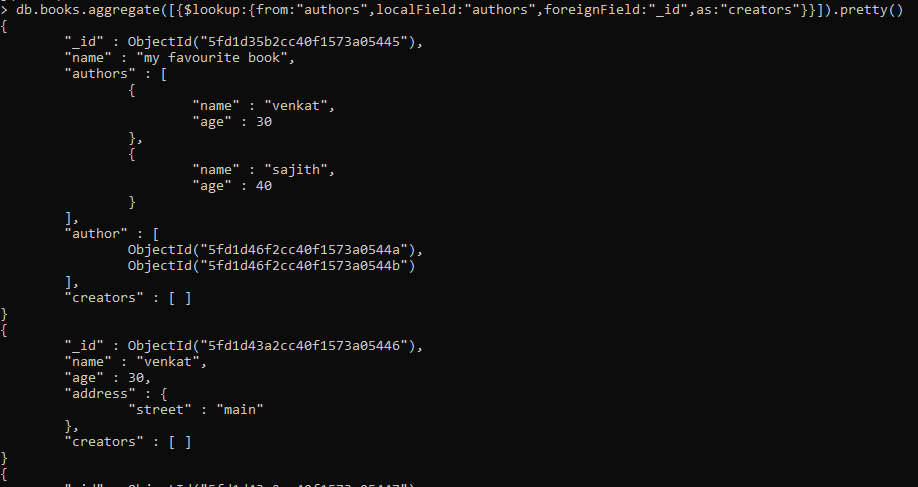 > db.books.aggregate([{$lookup:{from:"authors",localField:"authors",foreignField:"_id",as:"creators"}}]).pretty()
{
"_id" : ObjectId("5fd1d35b2cc40f1573a05445"),
"name" : "my favourite book",
"authors" : [
{
"name" : "venkat",
"age" : 30
},
{
"name" : "sajith",
"age" : 40
}
],
"author" : [
ObjectId("5fd1d46f2cc40f1573a0544a"),
ObjectId("5fd1d46f2cc40f1573a0544b")
],
"creators" : [ ]
}
{
"_id" : ObjectId("5fd1d43a2cc40f1573a05446"),
"name" : "venkat",
"age" : 30,
"address" : {
"street" : "main"
},
"creators" : [ ]
}
{